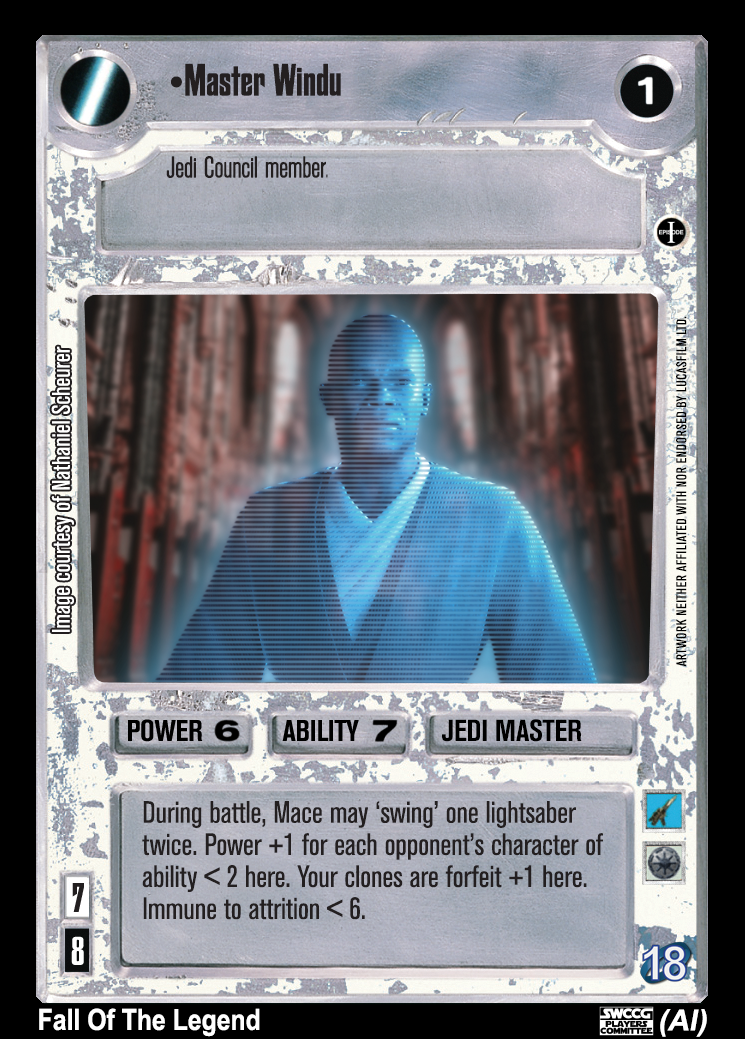 •Master Windu
1
Jedi Council member.
EPISODE
I
Image courtesy of Nathaniel Scheurer
ARTWORK NEITHER AFFILIATED WITH NOR ENDORSED BY LUCASFILM LTD.
POWER 6
ABILITY 7
JEDI MASTER
During battle, Mace may ‘swing’ one lightsaber
twice. Power +1 for each opponent’s character of
ability < 2 here. Your clones are forfeit +1 here.
Immune to attrition < 6.
7
8
18
Fall Of The Legend
SWCCG
PLAYERS
COMMITTEE
(AI)